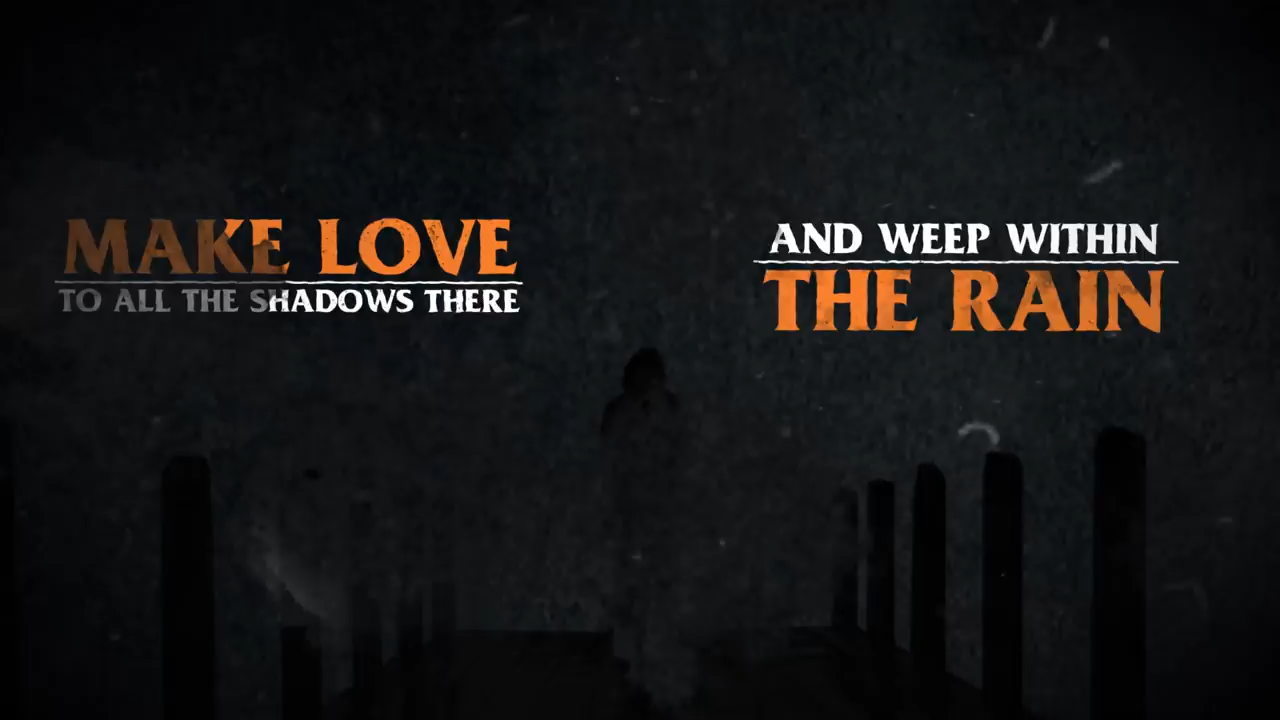 MAKE LOVE
TO ALL THE SHADOWS THERE
AND WEEP WITHIN
THE RAIN